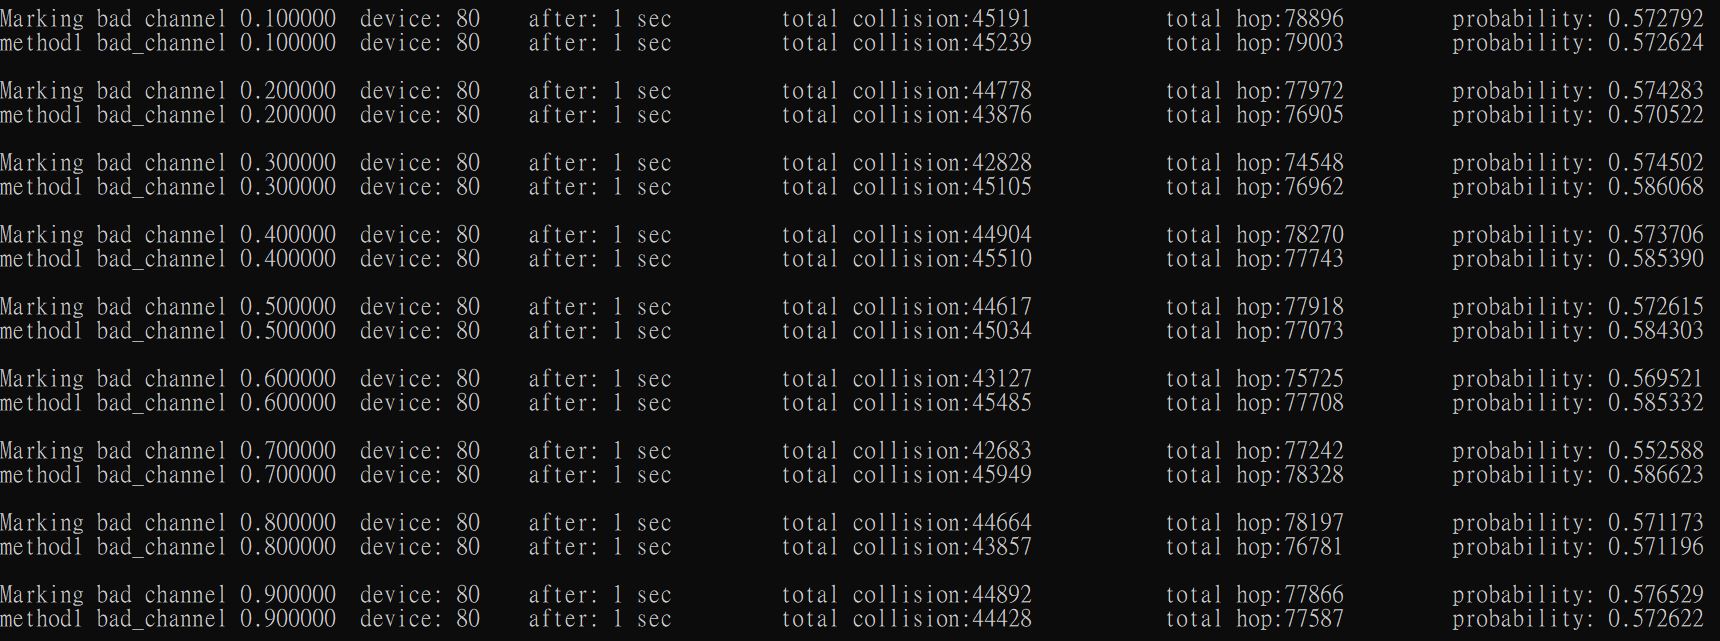 Marking bad channel 0.100000 device: 80 after: 1 sec total collision:45191 total hop:78896 probability: 0.572792
method1 bad_channel 0.100000 device: 80 after: 1 sec total collision:45239 total hop:79003 probability: 0.572624
Marking bad channel 0.200000 device: 80 after: 1 sec total collision:44778 total hop:77972 probability: 0.574283
method1 bad_channel 0.200000 device: 80 after: 1 sec total collision:43876 total hop:76905 probability: 0.570522
Marking bad channel 0.300000 device: 80 after: 1 sec total collision:42828 total hop:74548 probability: 0.574502
method1 bad_channel 0.300000 device: 80 after: 1 sec total collision:45105 total hop:76962 probability: 0.586068
Marking bad channel 0.400000 device: 80 after: 1 sec total collision:44904 total hop:78270 probability: 0.573706
method1 bad_channel 0.400000 device: 80 after: 1 sec total collision:45510 total hop:77743 probability: 0.585390
Marking bad channel 0.500000 device: 80 after: 1 sec total collision:44617 total hop:77918 probability: 0.572615
method1 bad_channel 0.500000 device: 80 after: 1 sec total collision:45034 total hop:77073 probability: 0.584303
Marking bad channel 0.600000 device: 80 after: 1 sec total collision:43127 total hop:75725 probability: 0.569521
method1 bad_channel 0.600000 device: 80 after: 1 sec total collision:45485 total hop:77708 probability: 0.585332
Marking bad channel 0.700000 device: 80 after: 1 sec total collision:42683 total hop:77242 probability: 0.552588
method1 bad_channel 0.700000 device: 80 after: 1 sec total collision:45949 total hop:78328 probability: 0.586623
Marking bad channel 0.800000 device: 80 after: 1 sec total collision:44664 total hop:78197 probability: 0.571173
method1 bad_channel 0.800000 device: 80 after: 1 sec total collision:43857 total hop:76781 probability: 0.571196
Marking bad channel 0.900000 device: 80 after: 1 sec total collision:44892 total hop:77866 probability: 0.576529
method1 bad_channel 0.900000 device: 80 after: 1 sec total collision:44428 total hop:77587 probability: 0.572622